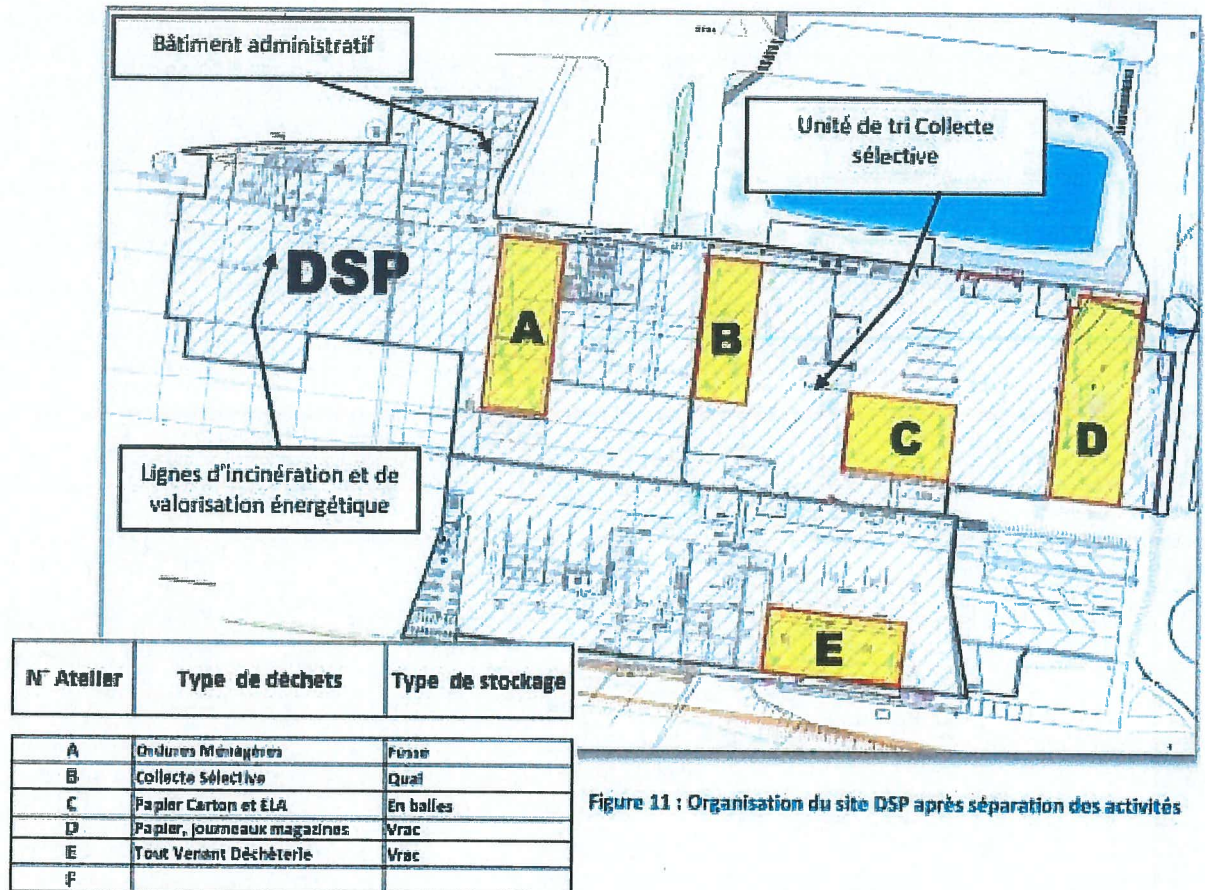 Bâtiment administratif
Unité de tri Collecte
sélective
DSP
A
B
C
D
E
Lignes d'incinération et de
valorisation énergétique
N° Atelier Type de déchets Type de stockage
A Ordures Ménagères Fosse
B Collecte Sélective Quai
C Papier Carton et ELA En balles
D Papier, journeaux magazines Vrac
E Tout Venant Déchèterie Vrac
F
Figure 11 : Organisation du site DSP après séparation des activités